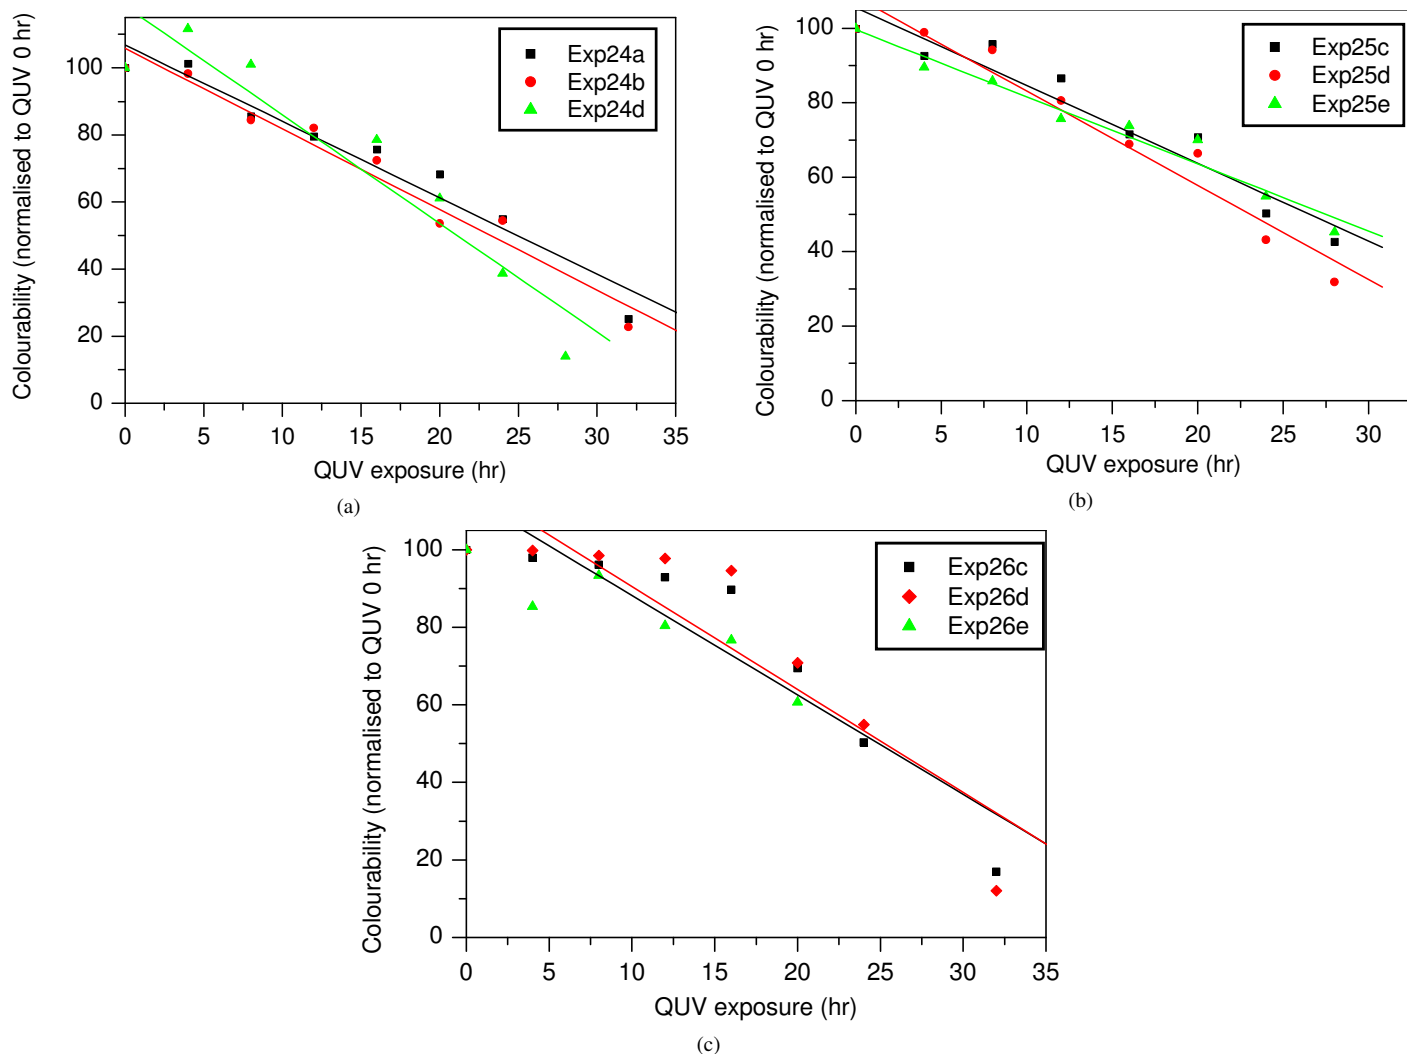 Colourability (normalised to QUV 0 hr)
100
80
60
40
20
0
Exp24a
Exp24b
Exp24d
0 5 10 15 20 25 30 35
QUV exposure (hr)
(a)
Colourability (normalised to QUV 0 hr)
100
80
60
40
20
0
Exp25c
Exp25d
Exp25e
0 5 10 15 20 25 30
QUV exposure (hr)
(b)
Colourability (normalised to QUV 0 hr)
100
80
60
40
20
0
Exp26c
Exp26d
Exp26e
0 5 10 15 20 25 30 35
QUV exposure (hr)
(c)